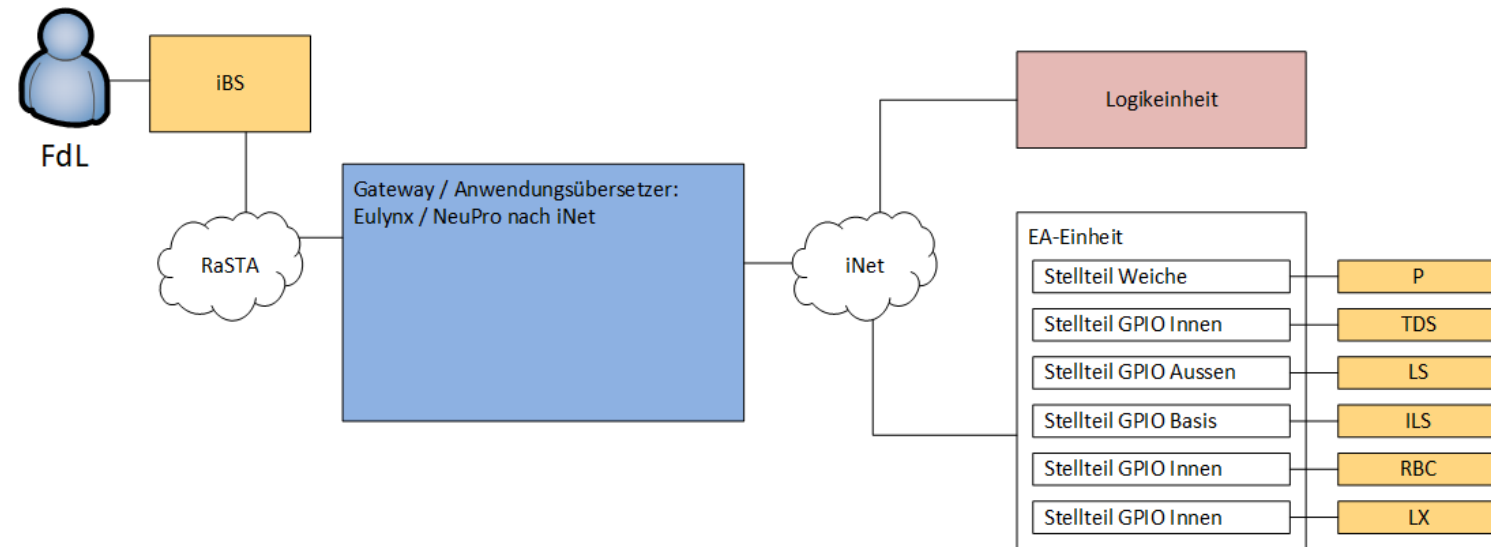 iBS
FdL
RaSTA
Gateway / Anwendungsübersetzer:
Eulynx / NeuPro nach iNet
iNet
Logikeinheit
EA-Einheit
Stellteil Weiche
P
Stellteil GPIO Innen
TDS
Stellteil GPIO Aussen
LS
Stellteil GPIO Basis
ILS
Stellteil GPIO Innen
RBC
Stellteil GPIO Innen
LX